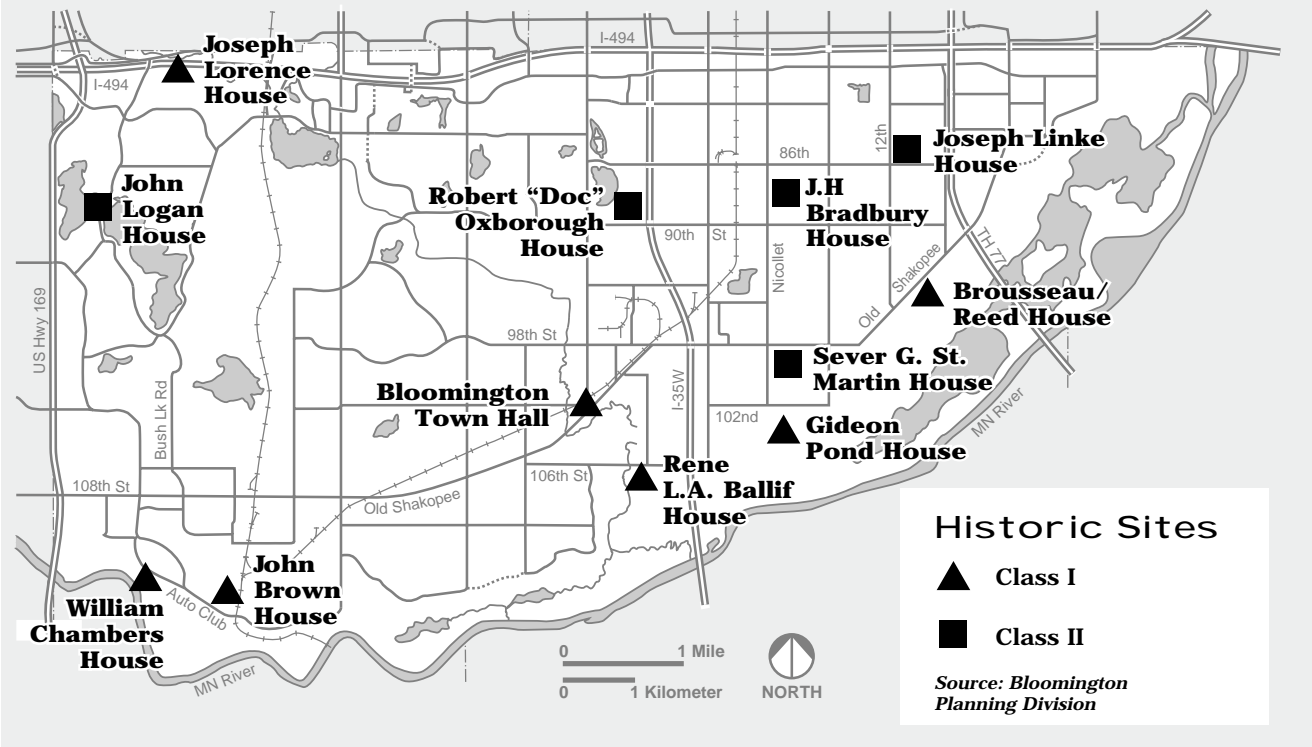 I-494
Joseph
Lorence
House
I-494
12th
Joseph Linke
House
86th
John
Logan
House
Robert “Doc”
Oxborough
House
J.H
Bradbury
House
90th St
Nicollet
Old Shakopee
TH 77
US Hwy 169
Brousseau/
Reed House
98th St
Sever G. St.
Martin House
Bloomington
Town Hall
Bush Lk Rd
I-35W
102nd
MN River
Gideon
Pond House
106th St
Rene
L.A. Ballif
House
108th St
Old Shakopee
John
Brown
House
Auto Club
William
Chambers
House
MN River
0 1 Mile
0 1 Kilometer
NORTH
Historic Sites
Class I
Class II
Source: Bloomington
Planning Division